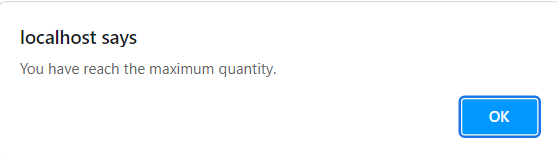 localhost says
You have reach the maximum quantity.
OK